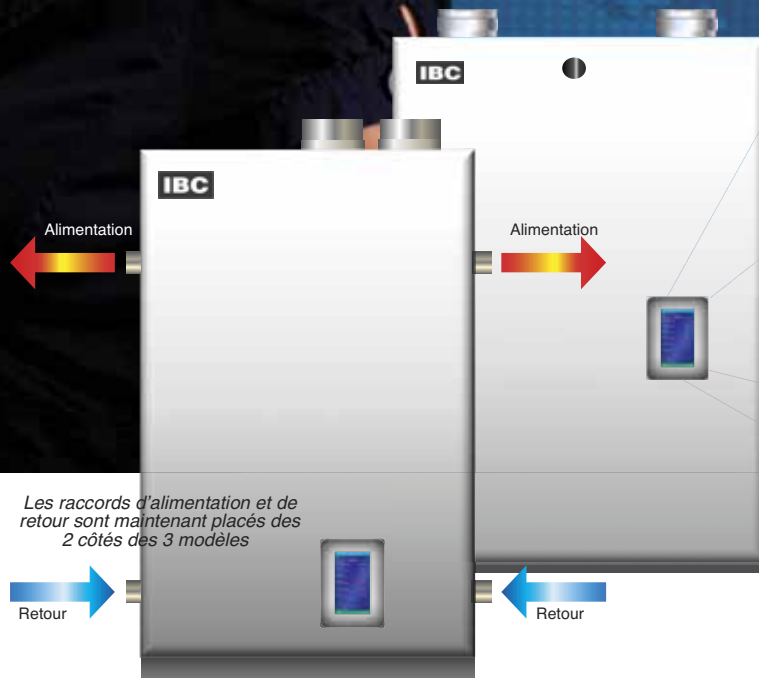 IBC
IBC
Alimentation
Alimentation
Les raccords d'alimentation et de
retour sont maintenant placés des
2 côtés des 3 modèles
Retour
Retour